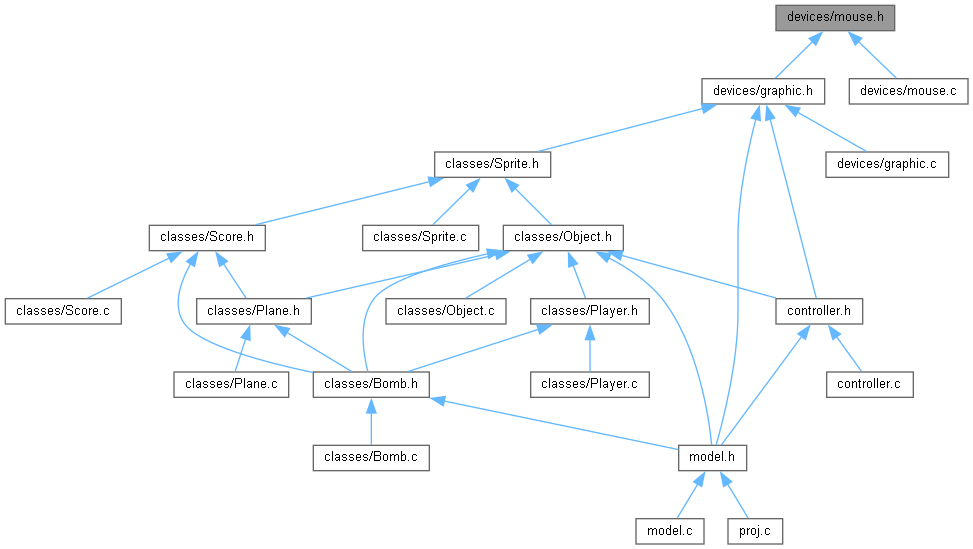 devices/mouse.h
devices/graphic.h
devices/mouse.c
classes/Sprite.h
devices/graphic.c
classes/Score.h
classes/Sprite.c
classes/Object.h
classes/Score.c
classes/Plane.h
classes/Object.c
classes/Player.h
controller.h
classes/Plane.c
classes/Bomb.h
classes/Player.c
controller.c
classes/Bomb.c
model.h
model.c
proj.c